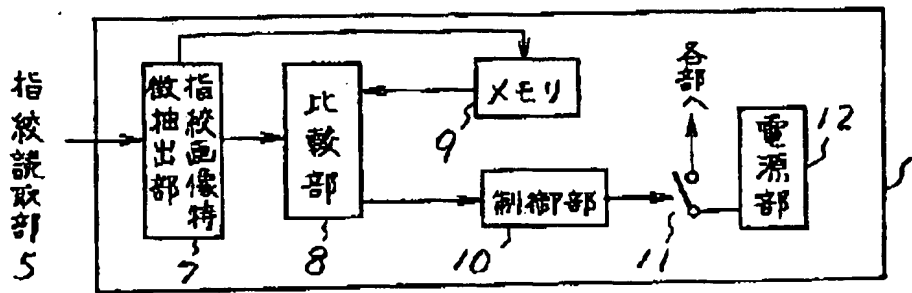 指紋読取部5
指紋画像特
徴抽出部
7
比較部
8
メモリ
9
制御部
10
各部へ
11
電源部
12